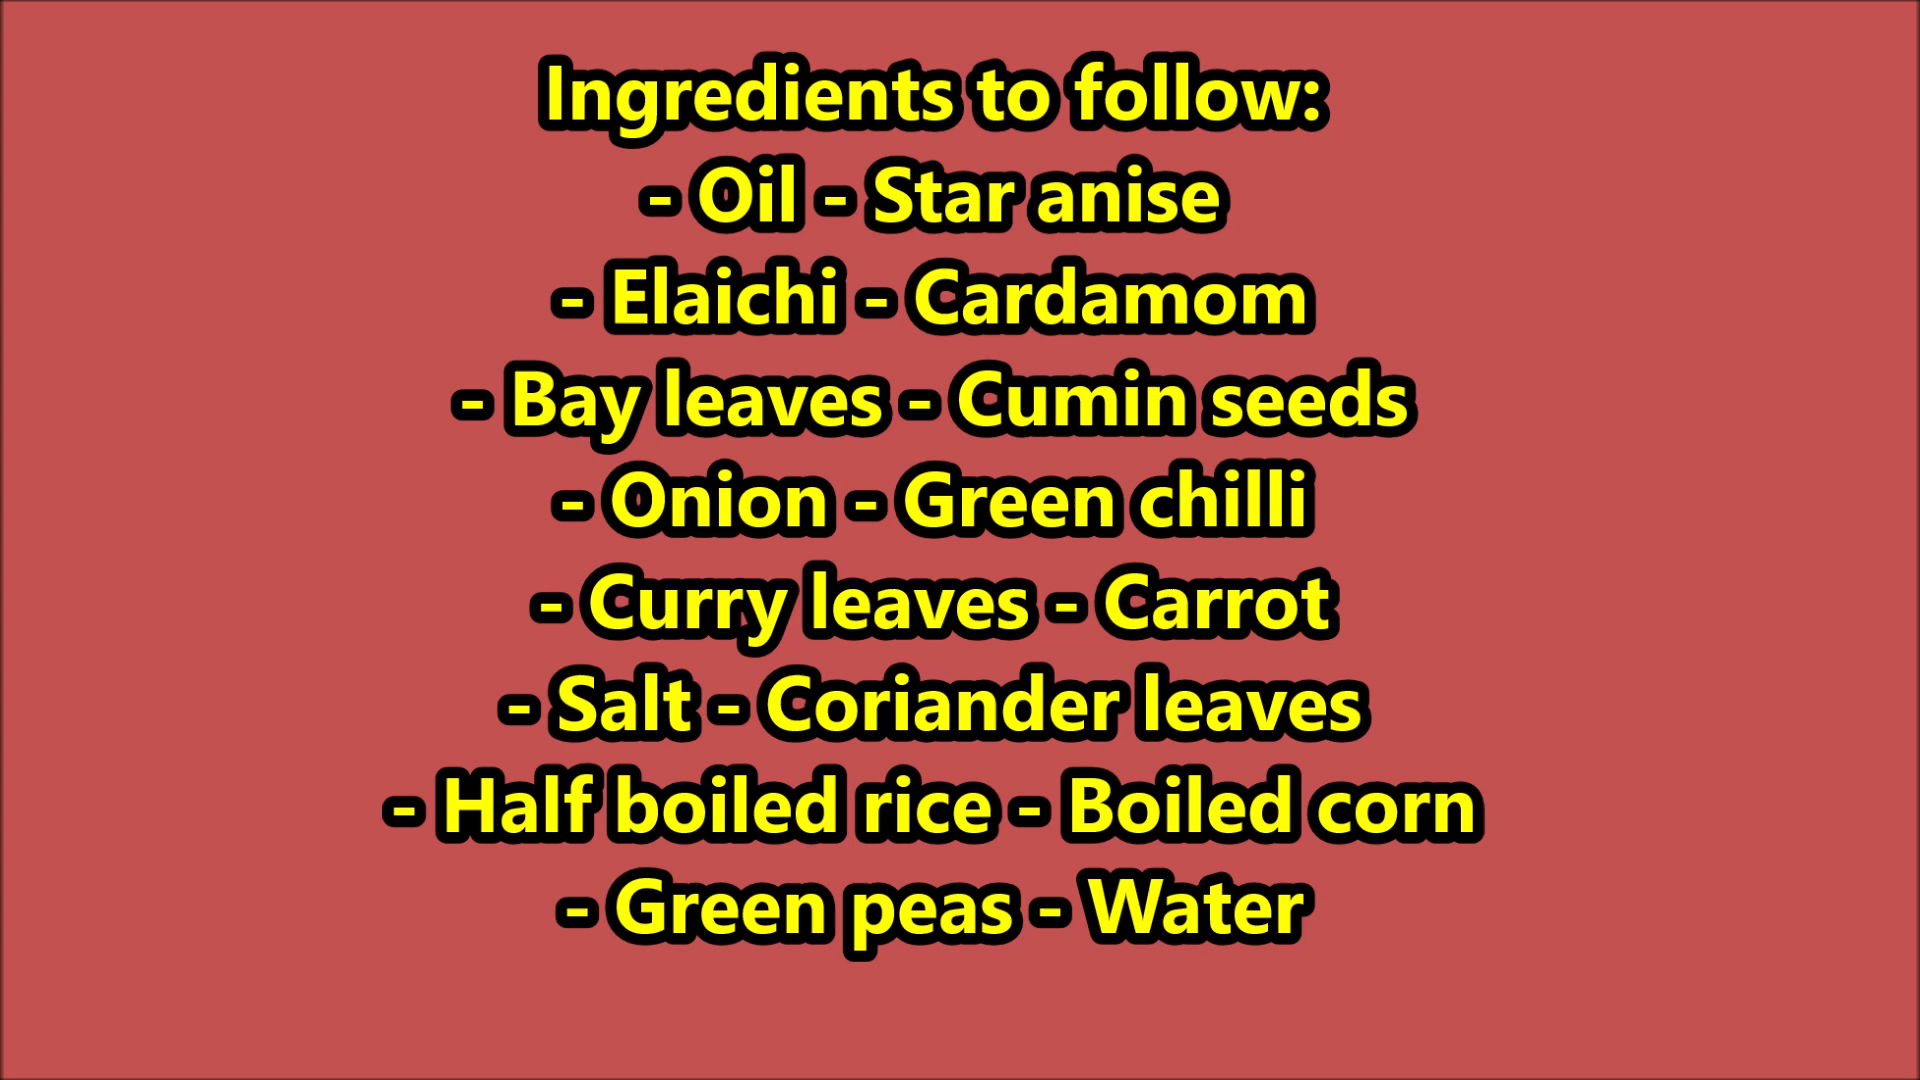 Ingredients to follow:
- Oil - Star anise
- Elaichi - Cardamom
- Bay leaves - Cumin seeds
- Onion - Green chilli
- Curry leaves - Carrot
- Salt - Coriander leaves
- Half boiled rice - Boiled corn
- Green peas - Water